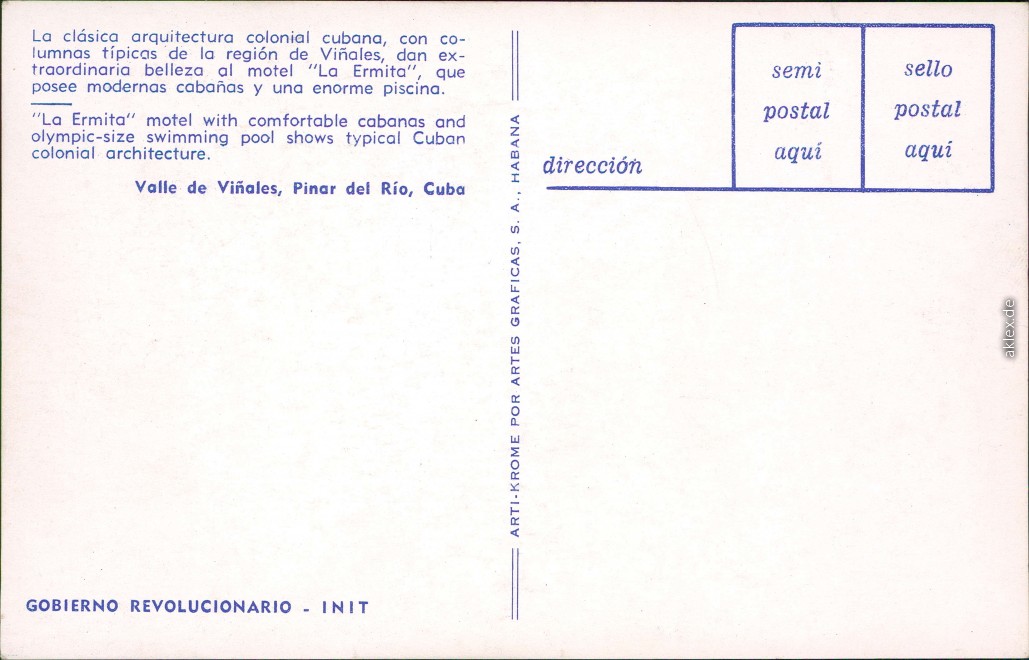 La clásica arquitectura colonial cubana, con co-
lumnas típicas de la región de Viñales, dan ex-
traordinaria belleza al motel "La Ermita", que
posee modernas cabañas y una enorme piscina.
"La Ermita" motel with comfortable cabanas and
olympic-size swimming pool shows typical Cuban
colonial architecture.
Valle de Viñales, Pinar del Río, Cuba
GOBIERNO REVOLUCIONARIO - INIT
ARTI-KROME POR ARTES GRAFICAS, S. A., HABANA
dirección
semi
postal
aquí
sello
postal
aquí
aklex.de